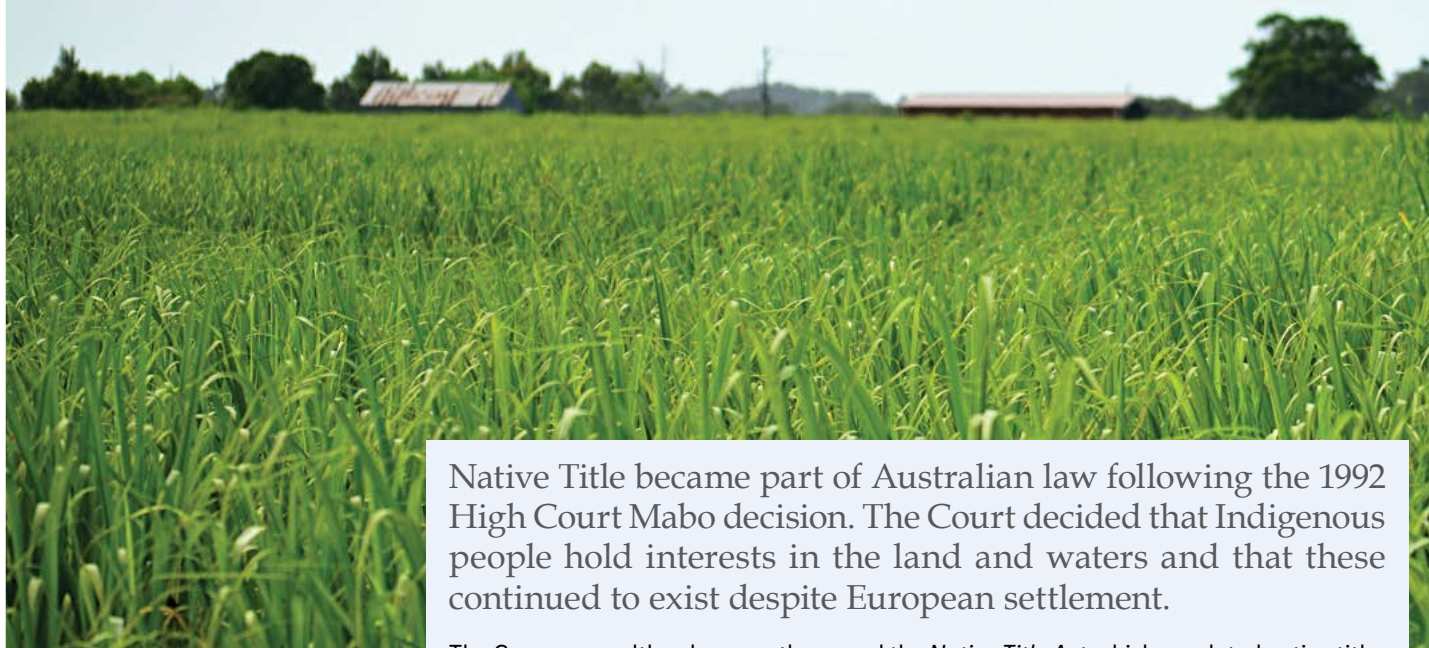 Native Title became part of Australian law following the 1992
High Court Mabo decision. The Court decided that Indigenous
people hold interests in the land and waters and that these
continued to exist despite European settlement.